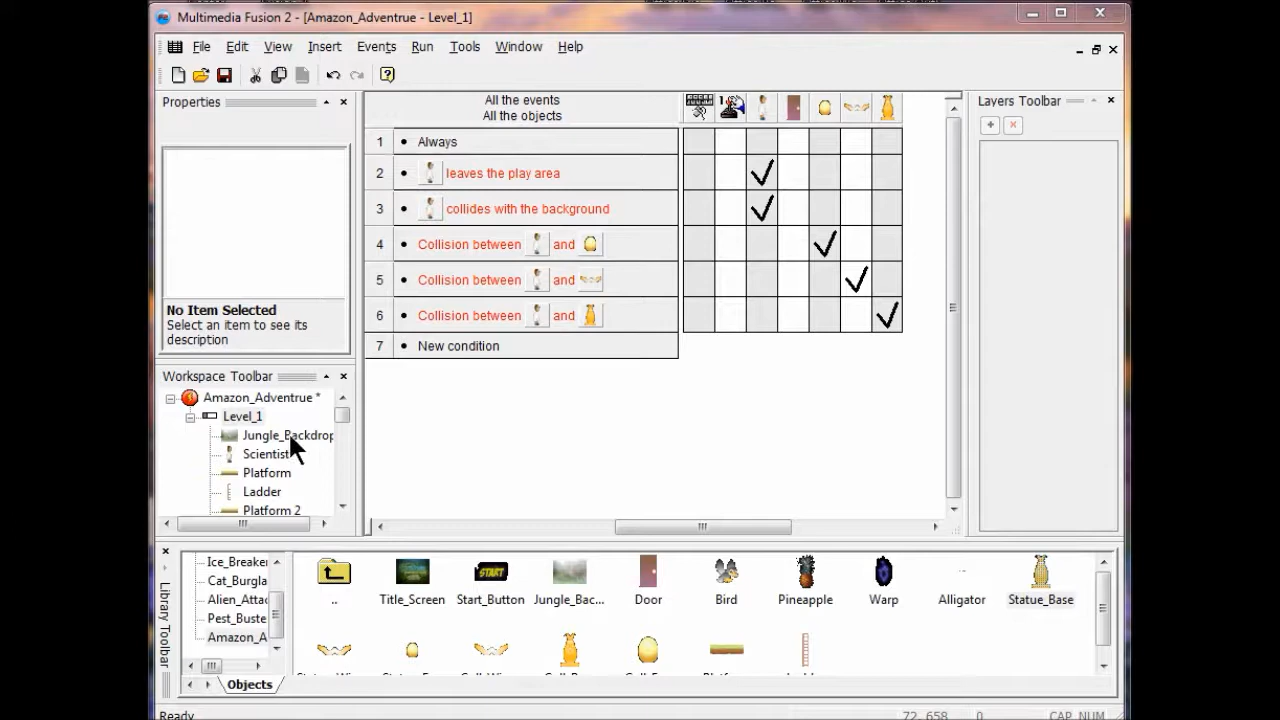 Multimedia Fusion 2 - [Amazon_Adventrue - Level_1]
File Edit View Insert Events Run Tools Window Help
Properties
All the events
All the objects
Layers Toolbar
1 • Always
2 • leaves the play area
3 • collides with the background
4 • Collision between and
5 • Collision between and
6 • Collision between and
7 • New condition
No Item Selected
Select an item to see its
description
Workspace Toolbar
Amazon_Adventrue *
Level_1
Jungle_Backdrop
Scientist
Platform
Ladder
Platform 2
Library Toolbar
Ice_Breaker
Cat_Burgla
Alien_Attac
Pest_Buste
Amazon_A
..
Title_Screen
START
Start_Button
Jungle_Bac...
Door
Bird
Pineapple
Warp
Alligator
Statue_Base
Objects
Ready
72, 658
0
CAP NUM